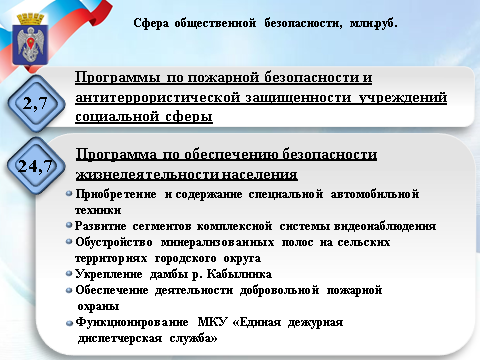 Сфера общественной безопасности, млн.руб.
2,7
Программы по пожарной безопасности и
антитеррористической защищенности учреждений
социальной сферы
24,7
Программа по обеспечению безопасности
жизнедеятельности населения
Приобретение и содержание специальной автомобильной
техники
Развитие сегментов комплексной системы видеонаблюдения
Обустройство минерализованных полос на сельских
территориях городского округа
Укрепление дамбы р. Кабылинка
Обеспечение деятельности добровольной пожарной
охраны
Функционирование МКУ «Единая дежурная
диспетчерская служба»